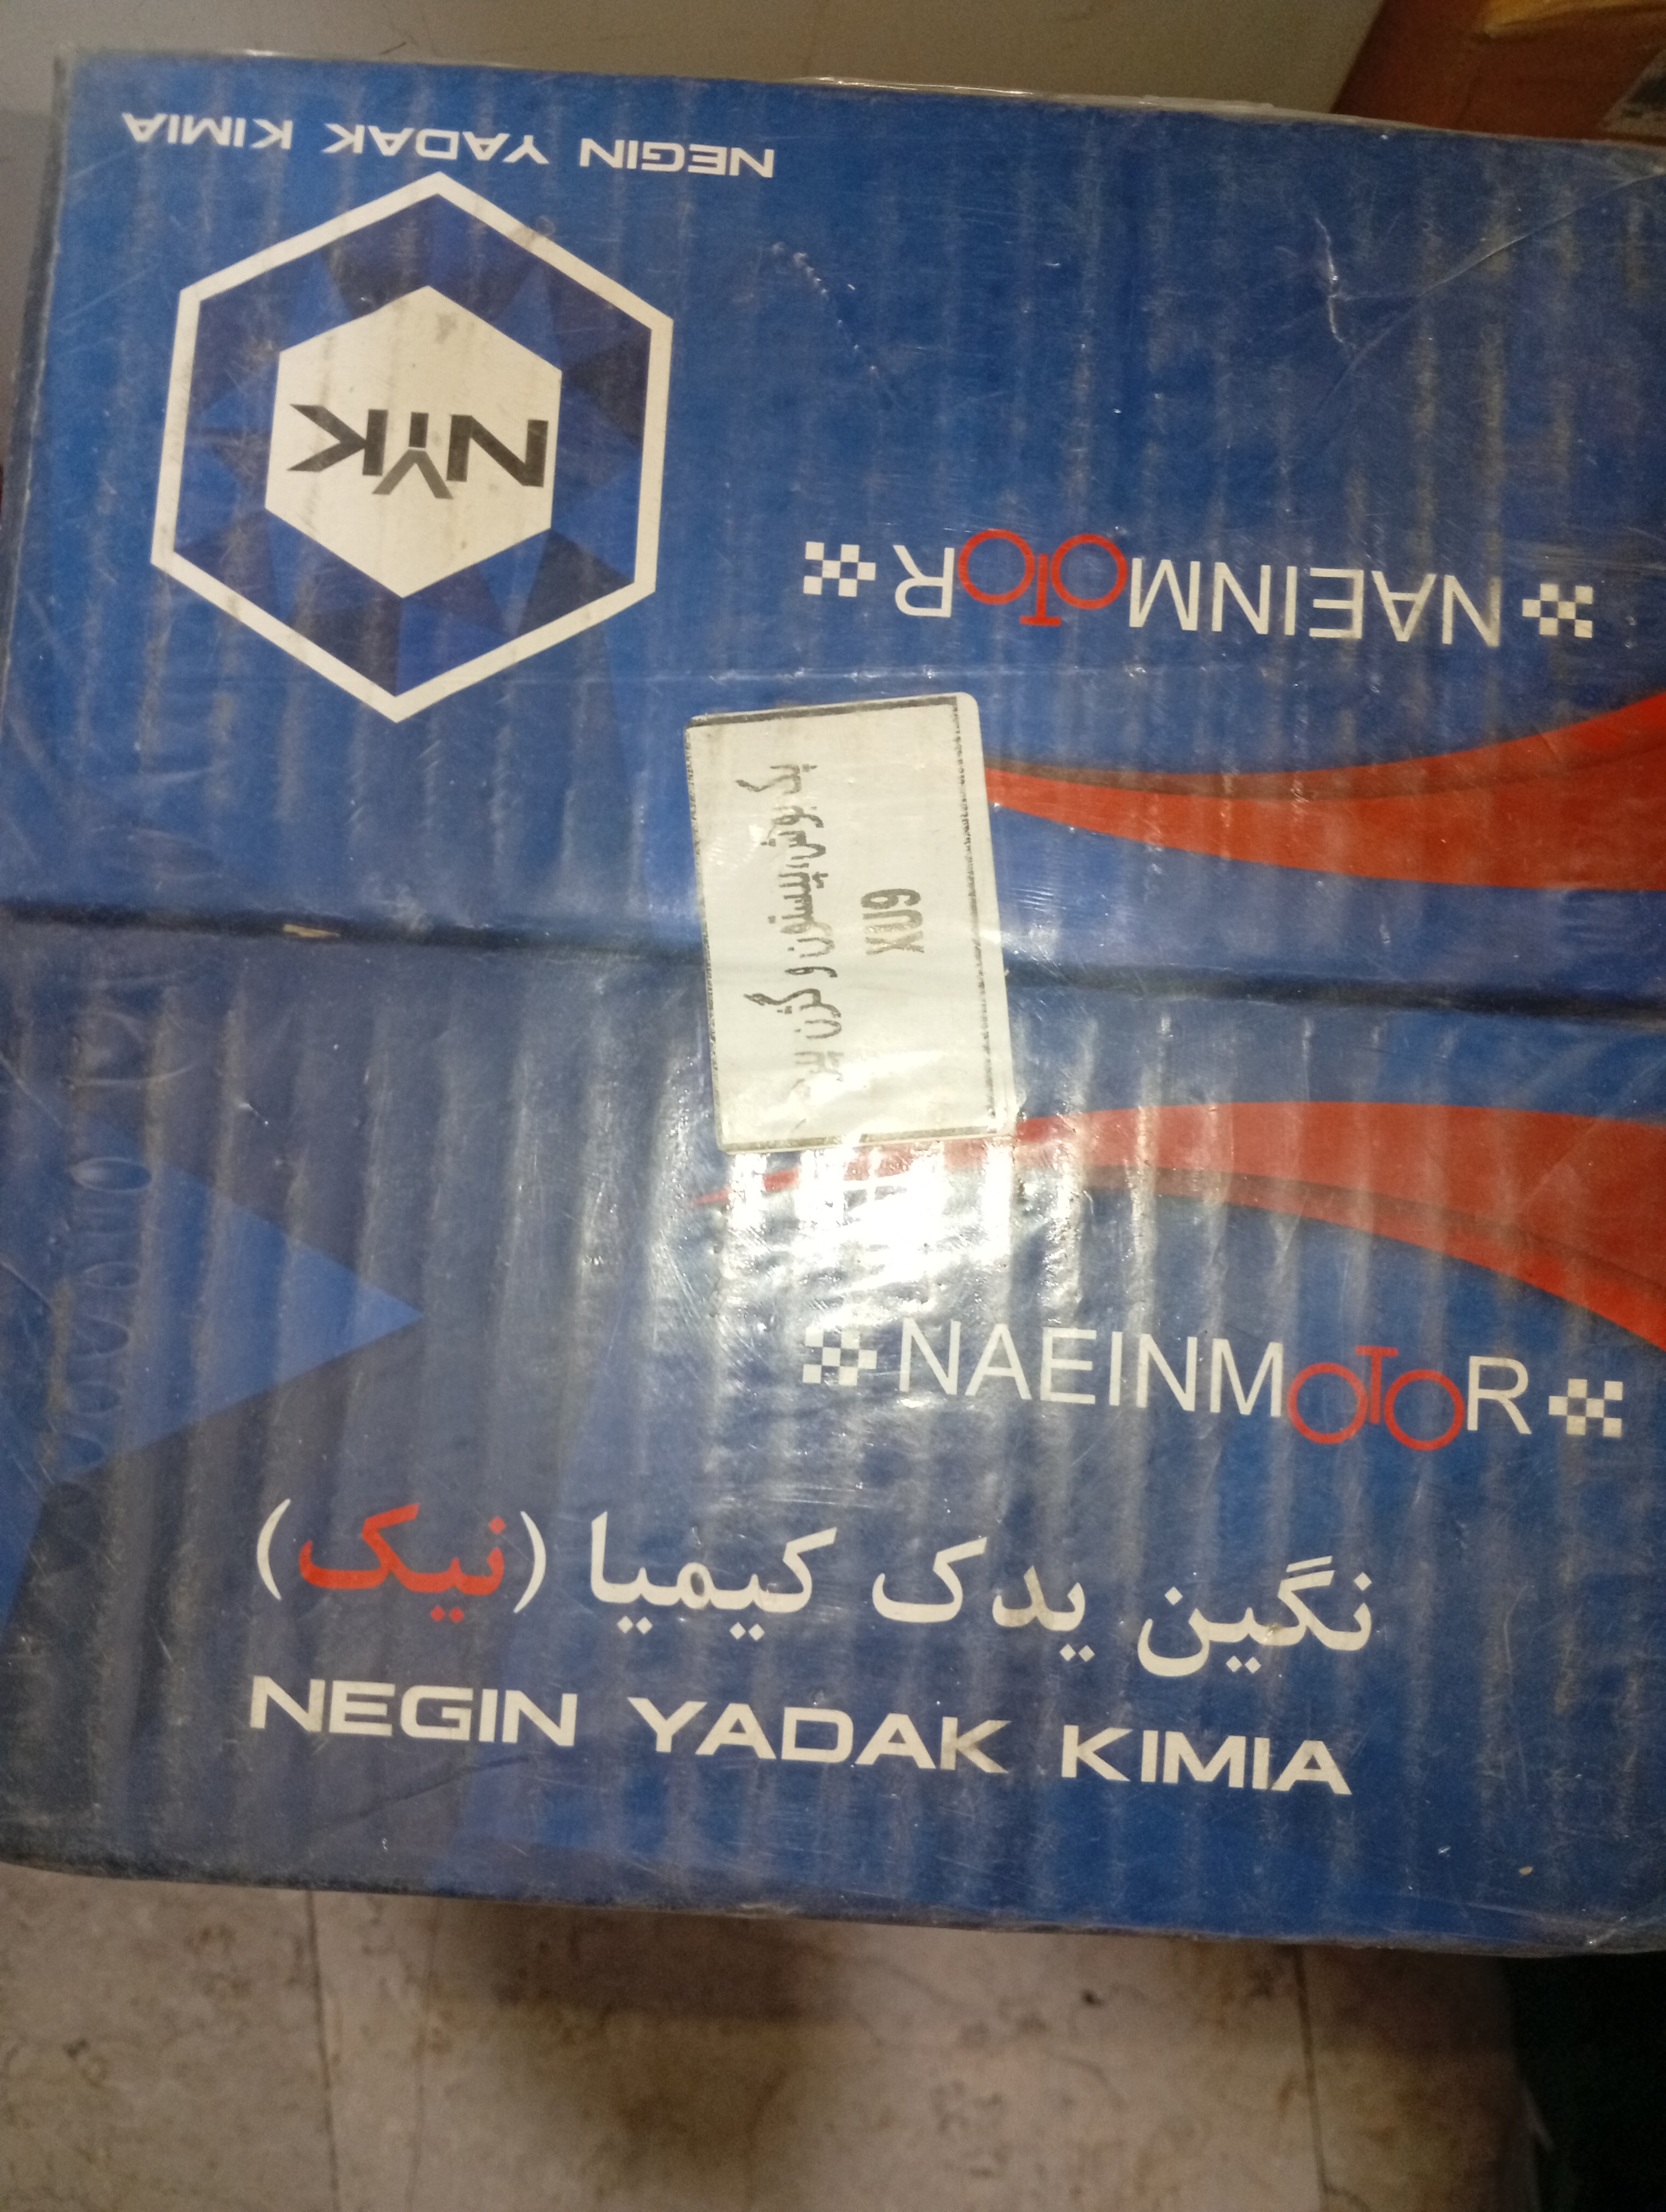 NEGIN YADAK KIMIA
NYK
NAEINMOTOR
پک بوش، پیستون و گژن پین
XU9
NAEINMOTOR
نگین یدک کیمیا (نیک)
NEGIN YADAK KIMIA